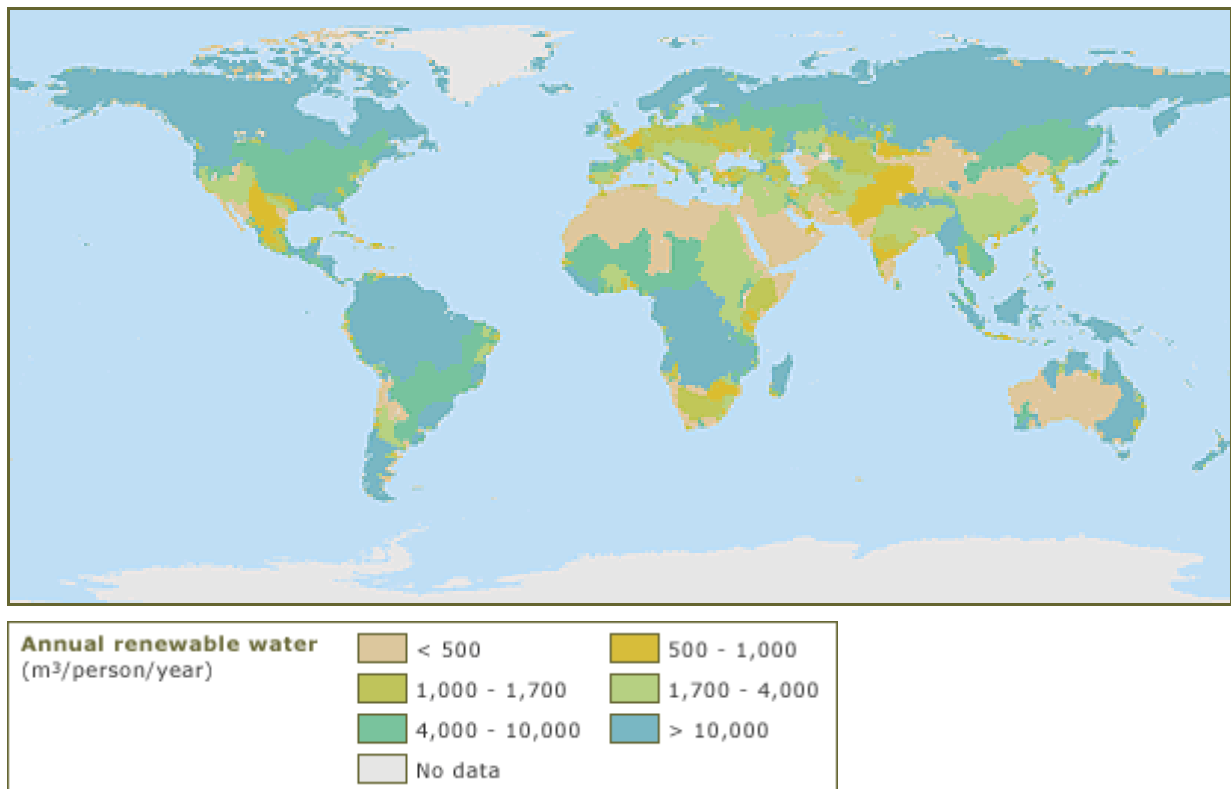 Annual renewable water
(m3/person/year)
< 500
500 - 1,000
1,000 - 1,700
1,700 - 4,000
4,000 - 10,000
> 10,000
No data